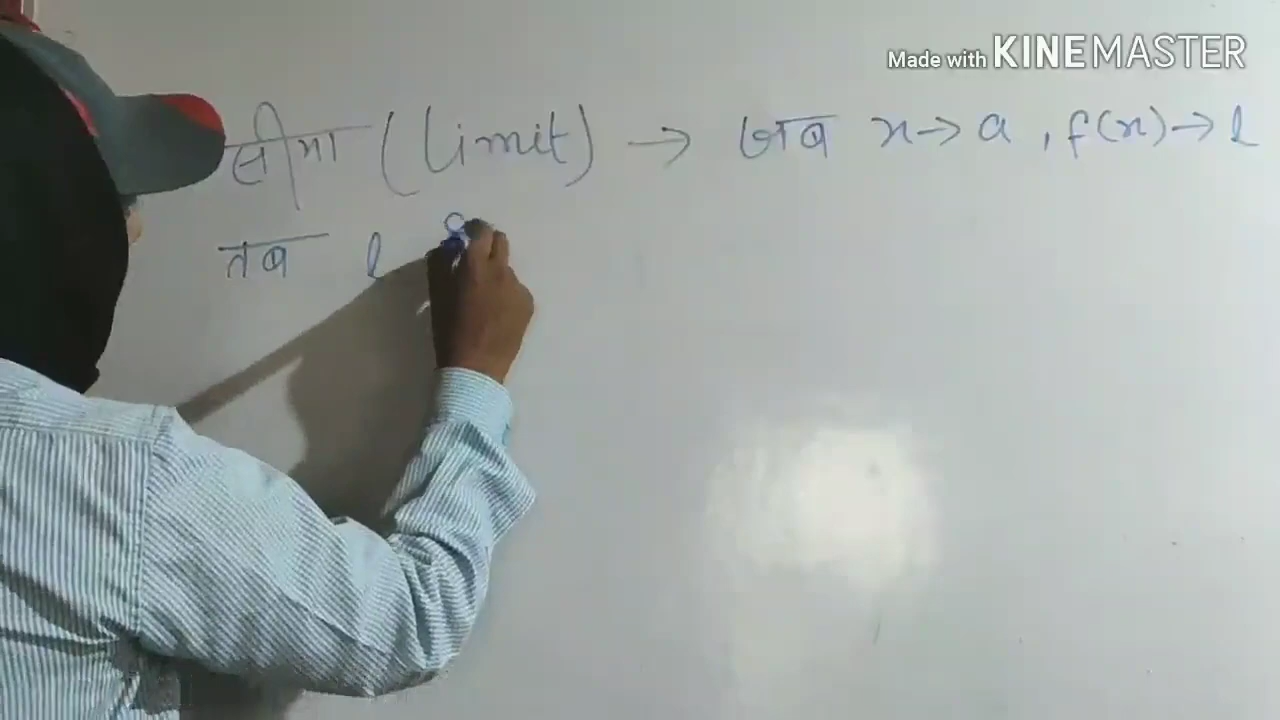 Made with KINEMASTER
सीमा (Limit) → जब x→a, f(x)→l
तब l